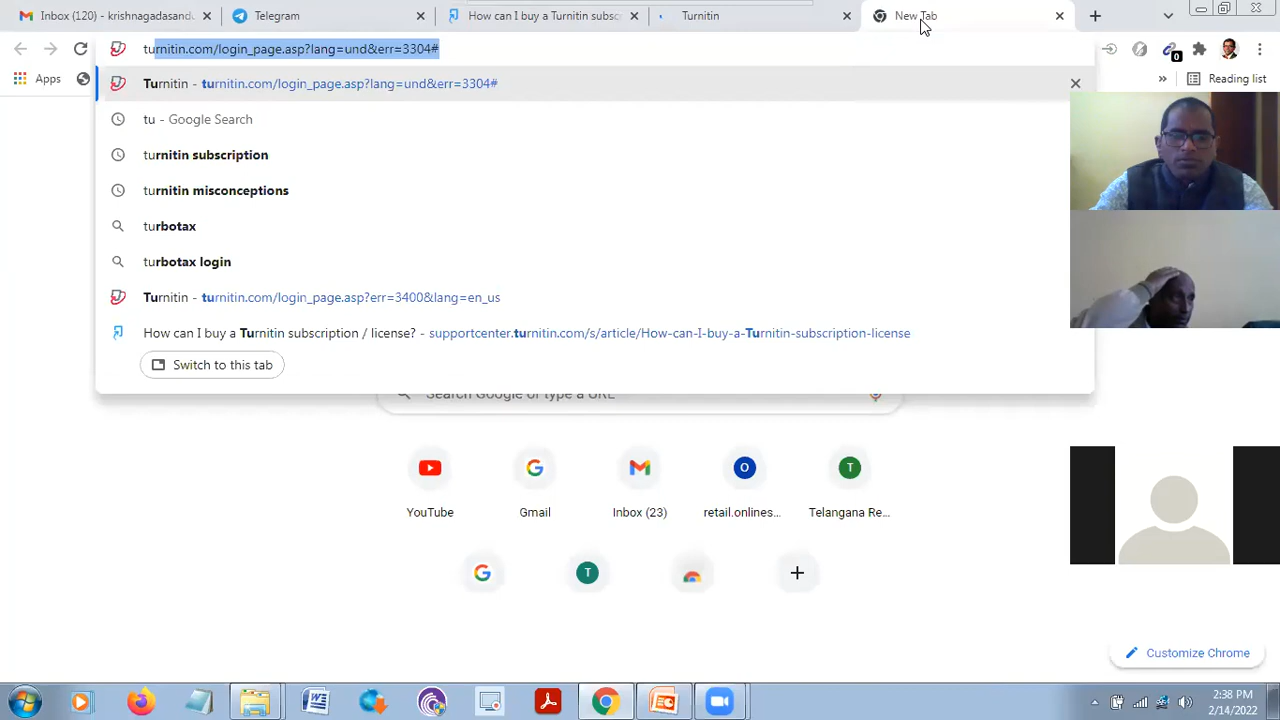 Inbox (120) - krishnagadasandu
Telegram
How can I buy a Turnitin subsc
Turnitin
New Tab
turnitin.com/login_page.asp?lang=und&err=3304#
0
Apps
Turnitin - turnitin.com/login_page.asp?lang=und&err=3304#
» Reading list
tu - Google Search
turnitin subscription
turnitin misconceptions
turbotax
turbotax login
Turnitin - turnitin.com/login_page.asp?err=3400&lang=en_us
How can I buy a Turnitin subscription / license? - supportcenter.turnitin.com/s/article/How-can-I-buy-a-Turnitin-subscription-license
Switch to this tab
Search Google or type a URL
O
T
YouTube
Gmail
Inbox (23)
retail.onlines...
Telangana Re...
T
Customize Chrome
2:38 PM
2/14/2022